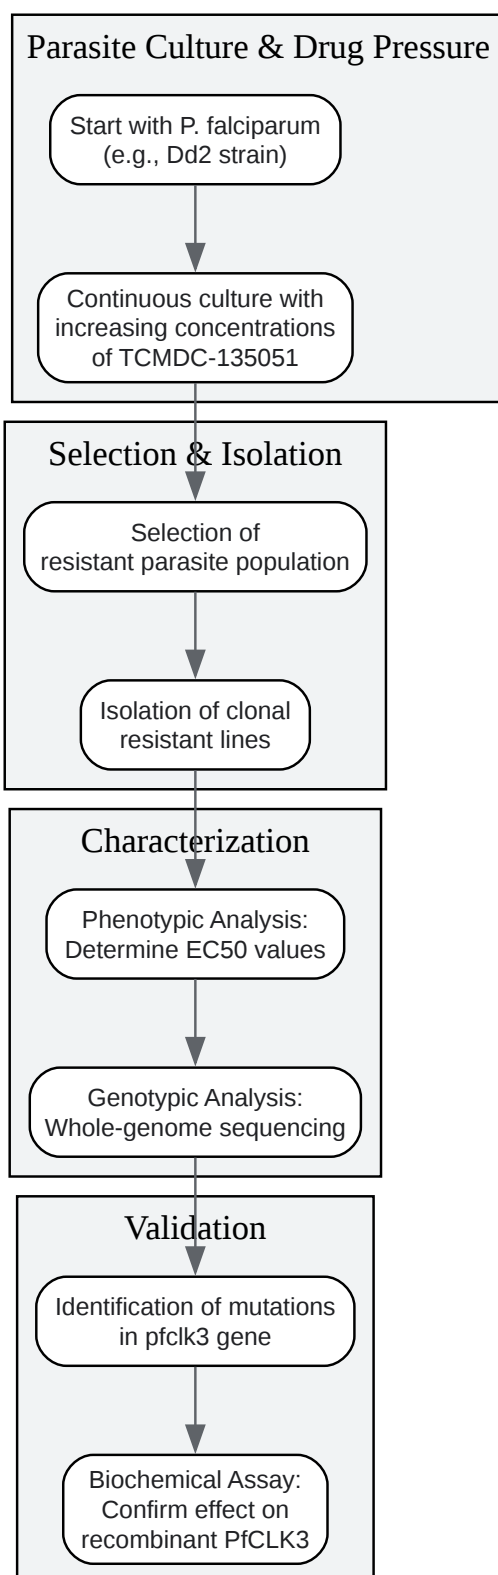 Parasite Culture & Drug Pressure
Start with P. falciparum
(e.g., Dd2 strain)
Continuous culture with
increasing concentrations
of TCMDC-135051
Selection & Isolation
Selection of
resistant parasite population
Isolation of clonal
resistant lines
Characterization
Phenotypic Analysis:
Determine EC50 values
Genotypic Analysis:
Whole-genome sequencing
Validation
Identification of mutations
in pfclk3 gene
Biochemical Assay:
Confirm effect on
recombinant PfCLK3